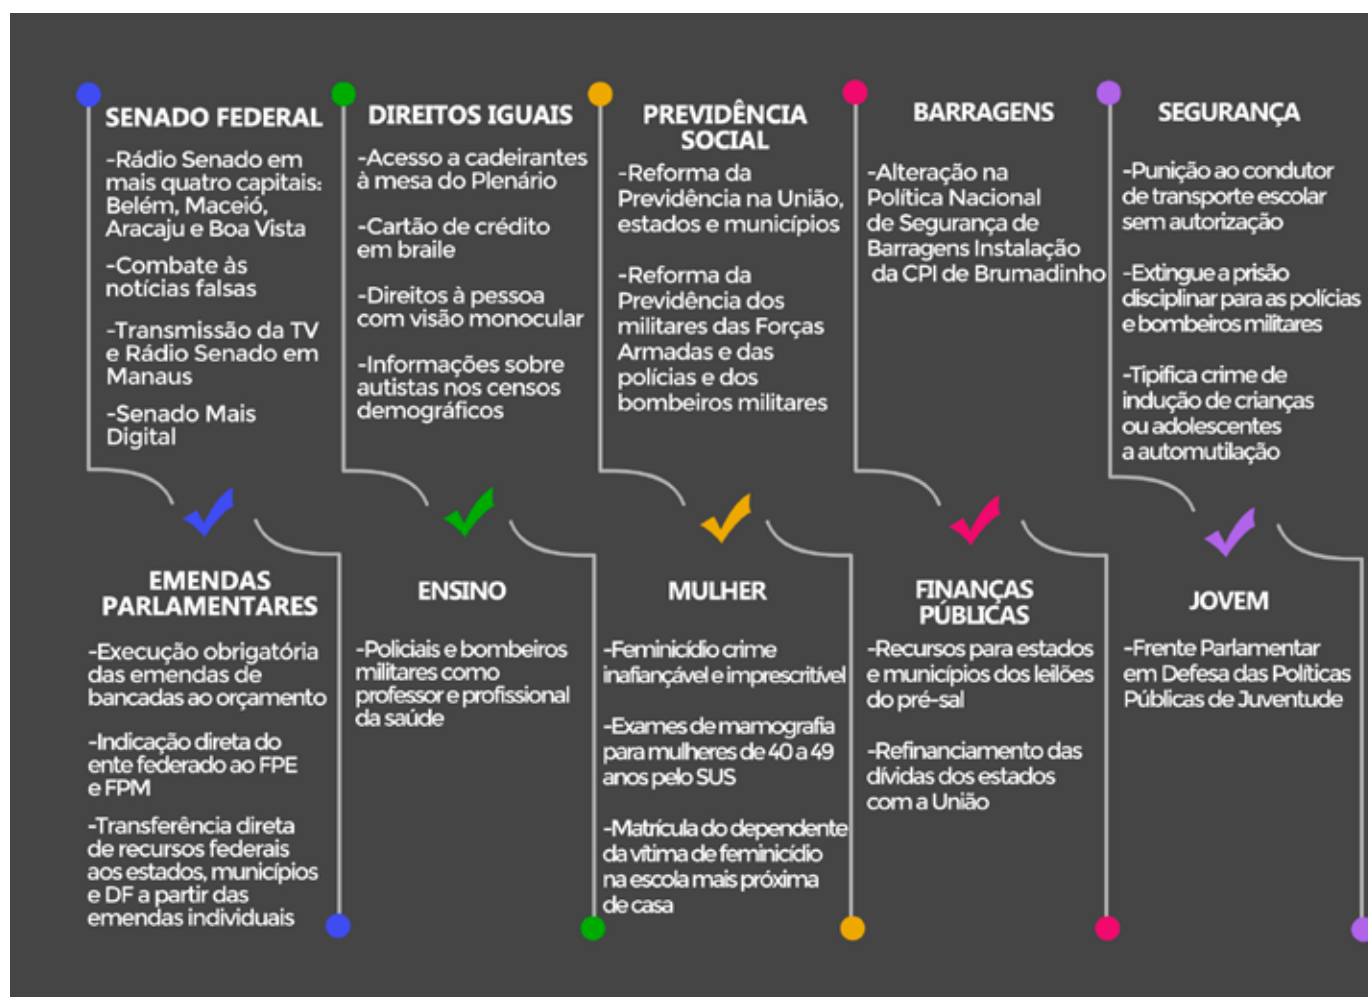 SENADO FEDERAL
-Rádio Senado em
mais quatro capitais:
Belém, Maceió,
Aracaju e Boa Vista
-Combate às
notícias falsas
-Transmissão da TV
e Rádio Senado em
Manaus
-Senado Mais
Digital
DIREITOS IGUAIS
-Acesso a cadeirantes
à mesa do Plenário
-Cartão de crédito
em braile
-Direitos à pessoa
com visão monocular
-Informações sobre
autistas nos censos
demográficos
PREVIDÊNCIA
SOCIAL
-Reforma da
Previdência na União,
estados e municípios
-Reforma da
Previdência dos
militares das Forças
Armadas e das
polícias e dos
bombeiros militares
BARRAGENS
-Alteração na
Política Nacional
de Segurança de
Barragens Instalação
da CPI de Brumadinho
SEGURANÇA
-Punição ao condutor
de transporte escolar
sem autorização
-Extingue a prisão
disciplinar para as polícias
e bombeiros militares
-Tipifica crime de
indução de crianças
ou adolescentes
a automutilação
EMENDAS
PARLAMENTARES
-Execução obrigatória
das emendas de
bancadas ao orçamento
-Indicação direta do
ente federado ao FPE
e FPM
-Transferência direta
de recursos federais
aos estados, municípios
e DF a partir das
emendas individuais
ENSINO
-Policiais e bombeiros
militares como
professor e profissional
da saúde
MULHER
-Feminicídio crime
inafiançável e imprescritível
-Exames de mamografia
para mulheres de 40 a 49
anos pelo SUS
-Matrícula do dependente
da vítima de feminicídio
na escola mais próxima
de casa
FINANÇAS
PÚBLICAS
-Recursos para estados
e municípios dos leilões
do pré-sal
-Refinanciamento das
dívidas dos estados
com a União
JOVEM
-Frente Parlamentar
em Defesa das Políticas
Públicas de Juventude